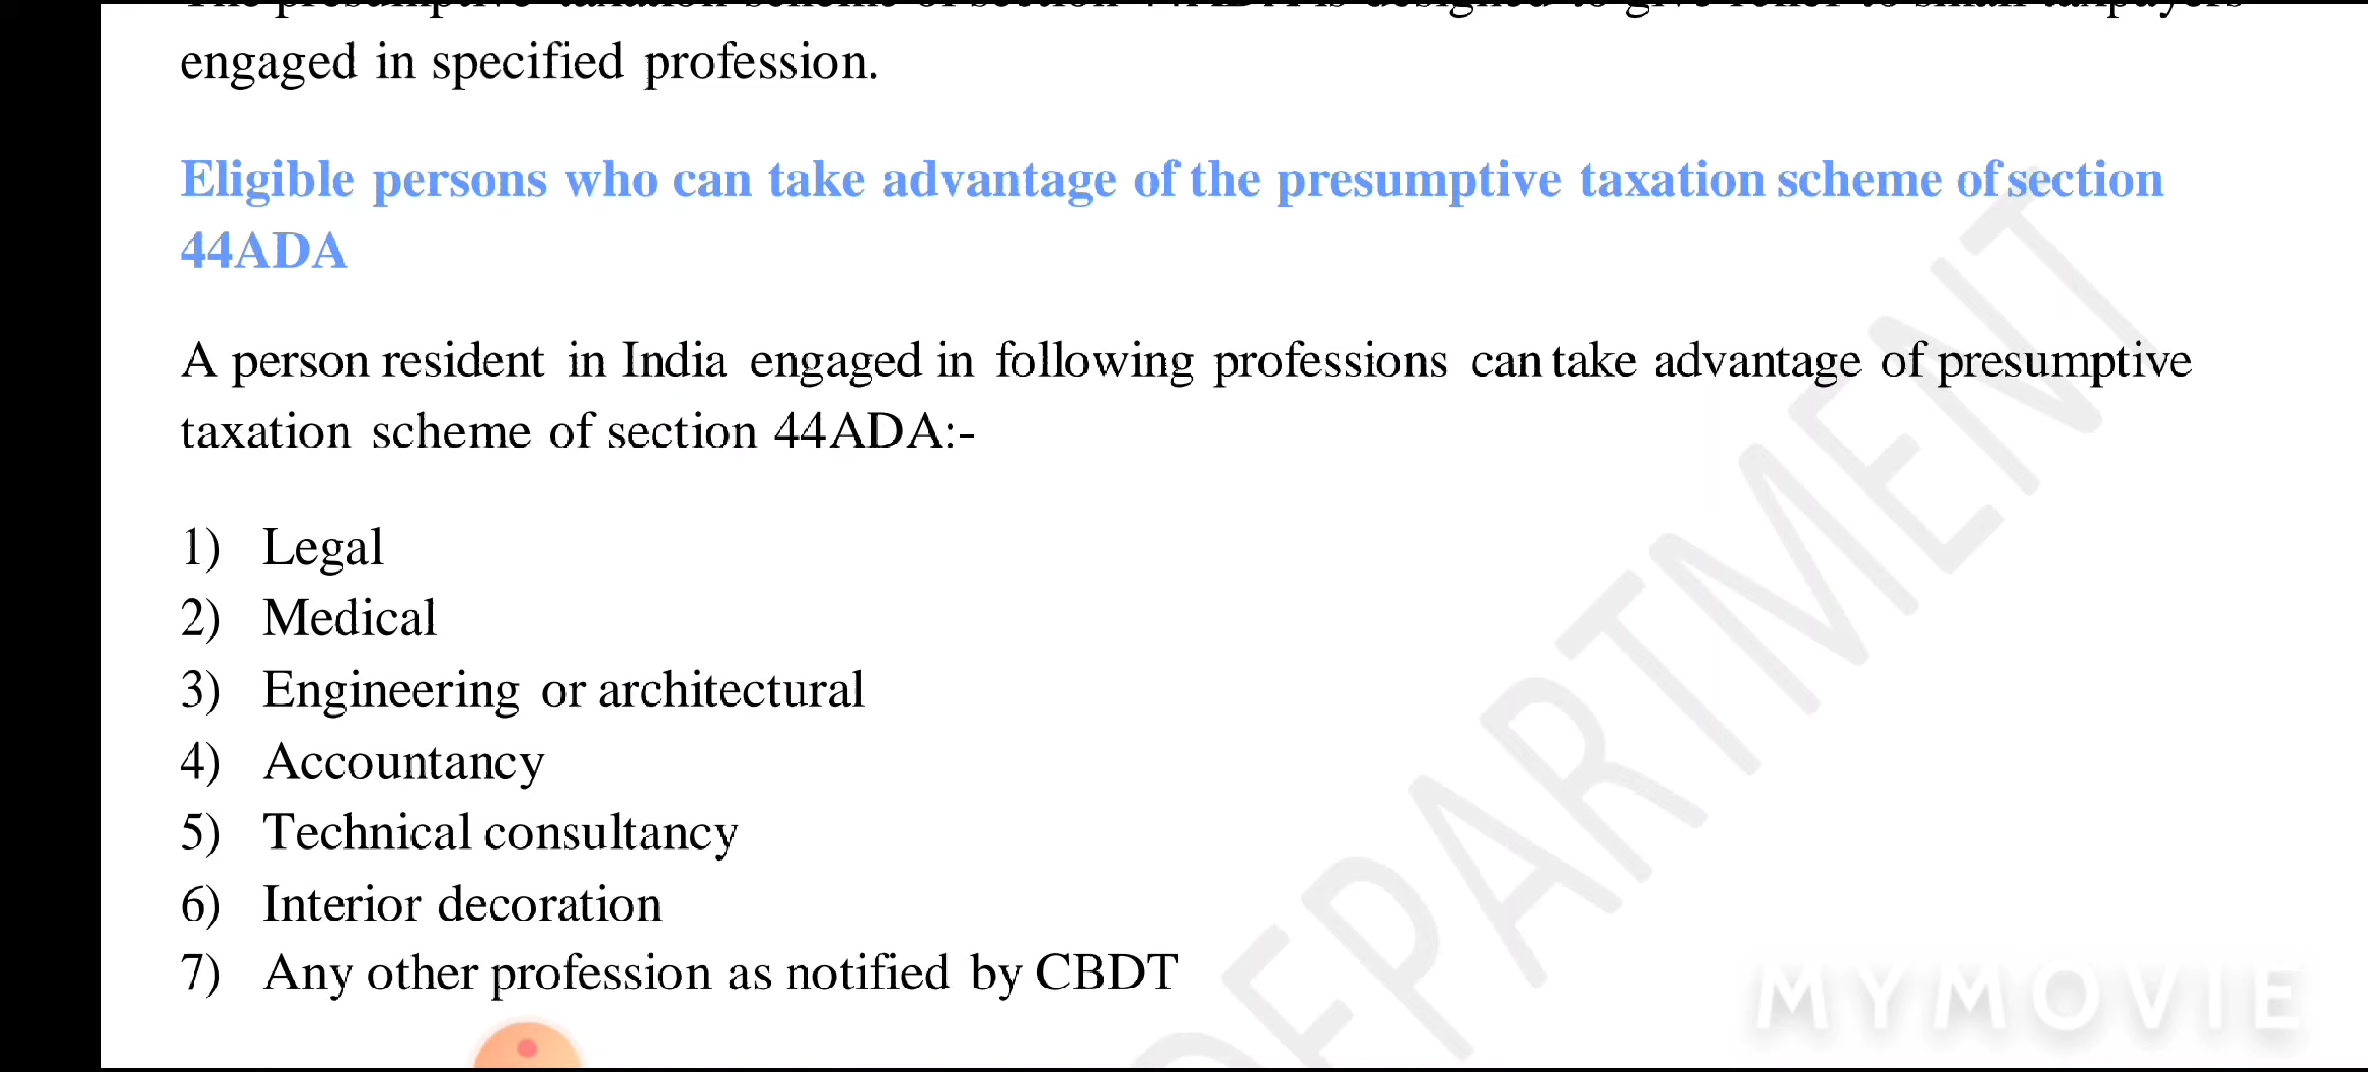 engaged in specified profession.
Eligible persons who can take advantage of the presumptive taxation scheme of section
44ADA
A person resident in India engaged in following professions can take advantage of presumptive
taxation scheme of section 44ADA:-
1) Legal
2) Medical
3) Engineering or architectural
4) Accountancy
5) Technical consultancy
6) Interior decoration
7) Any other profession as notified by CBDT
DEPARTMENT
MYMOVIE